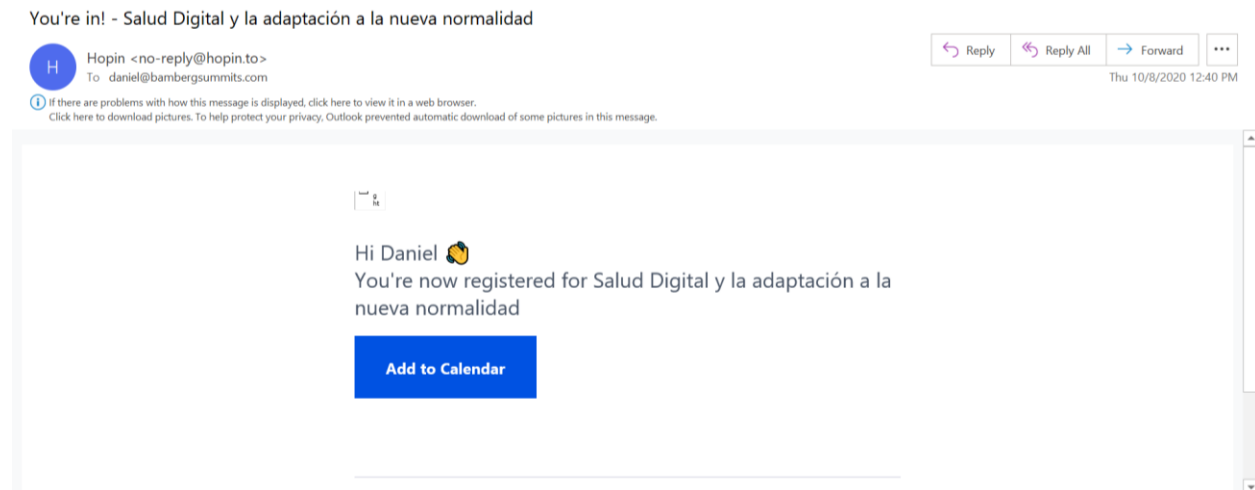 You're in! - Salud Digital y la adaptación a la nueva normalidad
H
Hopin <no-reply@hopin.to>
To daniel@bambergsummits.com
Reply
Reply All
Forward
Thu 10/8/2020 12:40 PM
If there are problems with how this message is displayed, click here to view it in a web browser.
Click here to download pictures. To help protect your privacy, Outlook prevented automatic download of some pictures in this message.
Hi Daniel 👏
You're now registered for Salud Digital y la adaptación a la
nueva normalidad
Add to Calendar